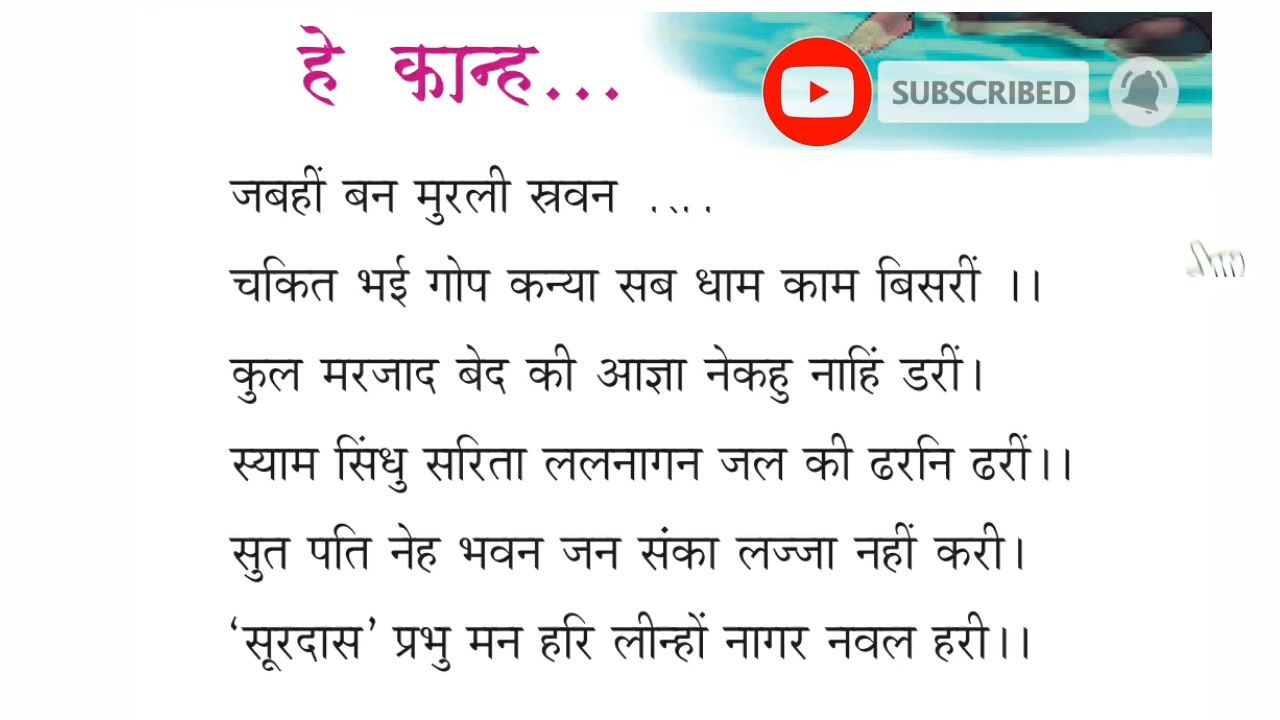 हे कान्ह...
SUBSCRIBED
जबहीं बन मुरली स्रवन ....
चकित भई गोप कन्या सब धाम काम बिसरीं ।।
कुल मरजाद बेद की आज्ञा नेकहु नाहिं डरीं।
स्याम सिंधु सरिता ललनागन जल की ढरनि ढरीं।।
सुत पति नेह भवन जन संका लज्जा नहीं करी।
‘सूरदास’ प्रभु मन हरि लीन्हों नागर नवल हरी।।